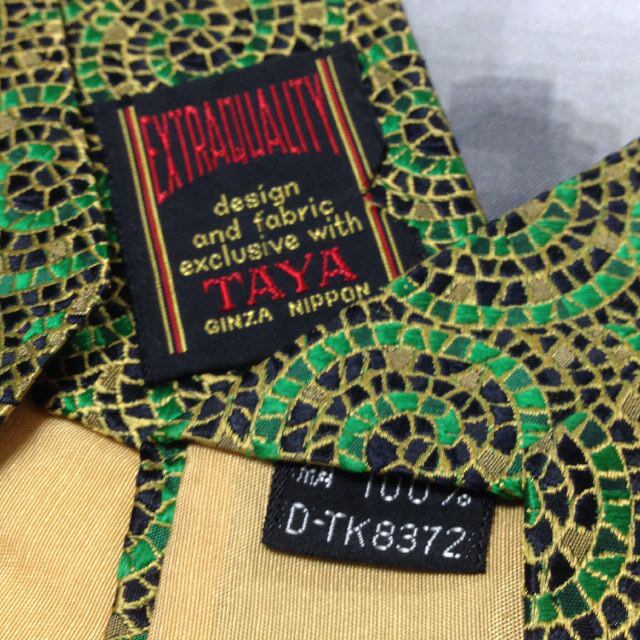 EXTRAQUALITY
design
and fabric
exclusive with
TAYA
GINZA NIPPON
100%
D-TK8372